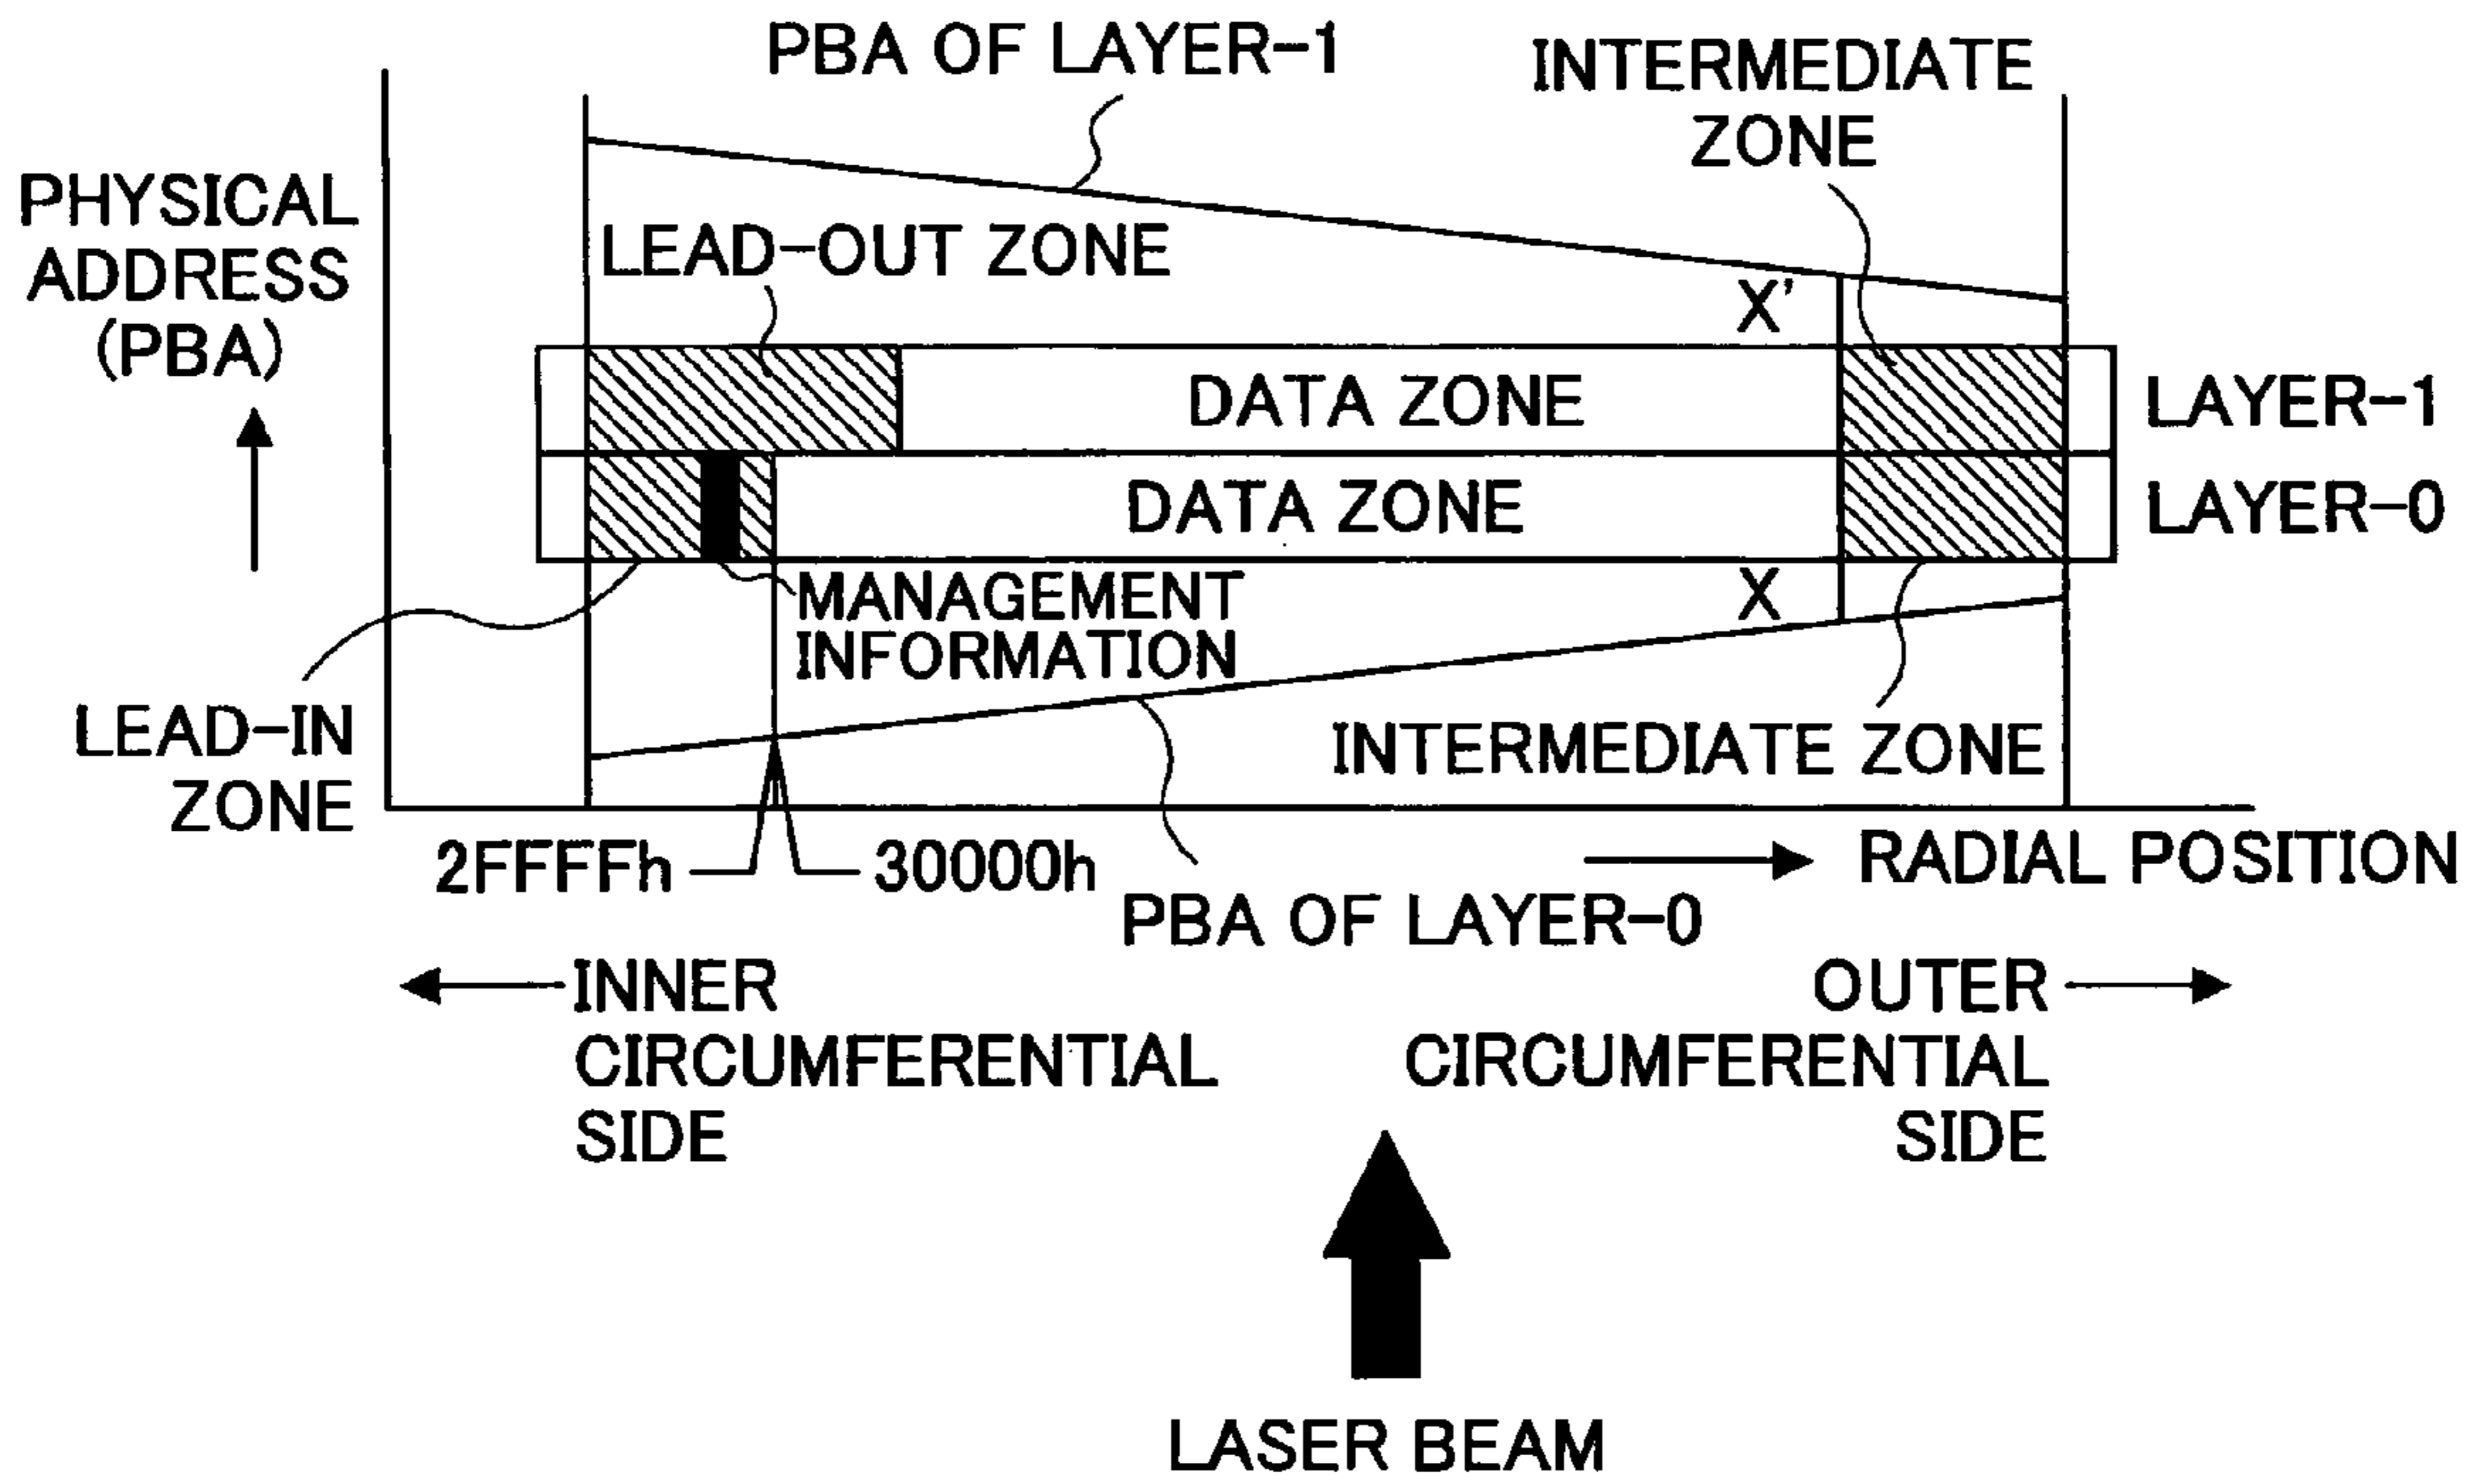 PBA OF LAYER-1
INTERMEDIATE
ZONE
PHYSICAL
ADDRESS
(PBA)
LEAD-OUT ZONE
X'
DATA ZONE
LAYER-1
DATA ZONE
LAYER-0
MANAGEMENT
INFORMATION
X
LEAD-IN
ZONE
INTERMEDIATE ZONE
2FFFFh
30000h
RADIAL POSITION
PBA OF LAYER-0
INNER
CIRCUMFERENTIAL
SIDE
OUTER
CIRCUMFERENTIAL
SIDE
LASER BEAM